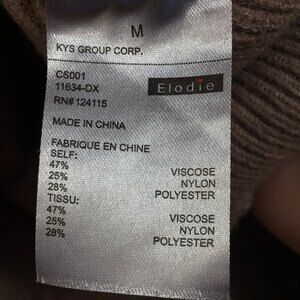 M
KYS GROUP CORP.
CS001
11634-DX
Elodie
RN#124115
MADE IN CHINA
FABRIQUE EN CHINE
SELF:
47% VISCOSE
25% NYLON
28% POLYESTER
TISSU:
47% VISCOSE
25% NYLON
28% POLYESTER